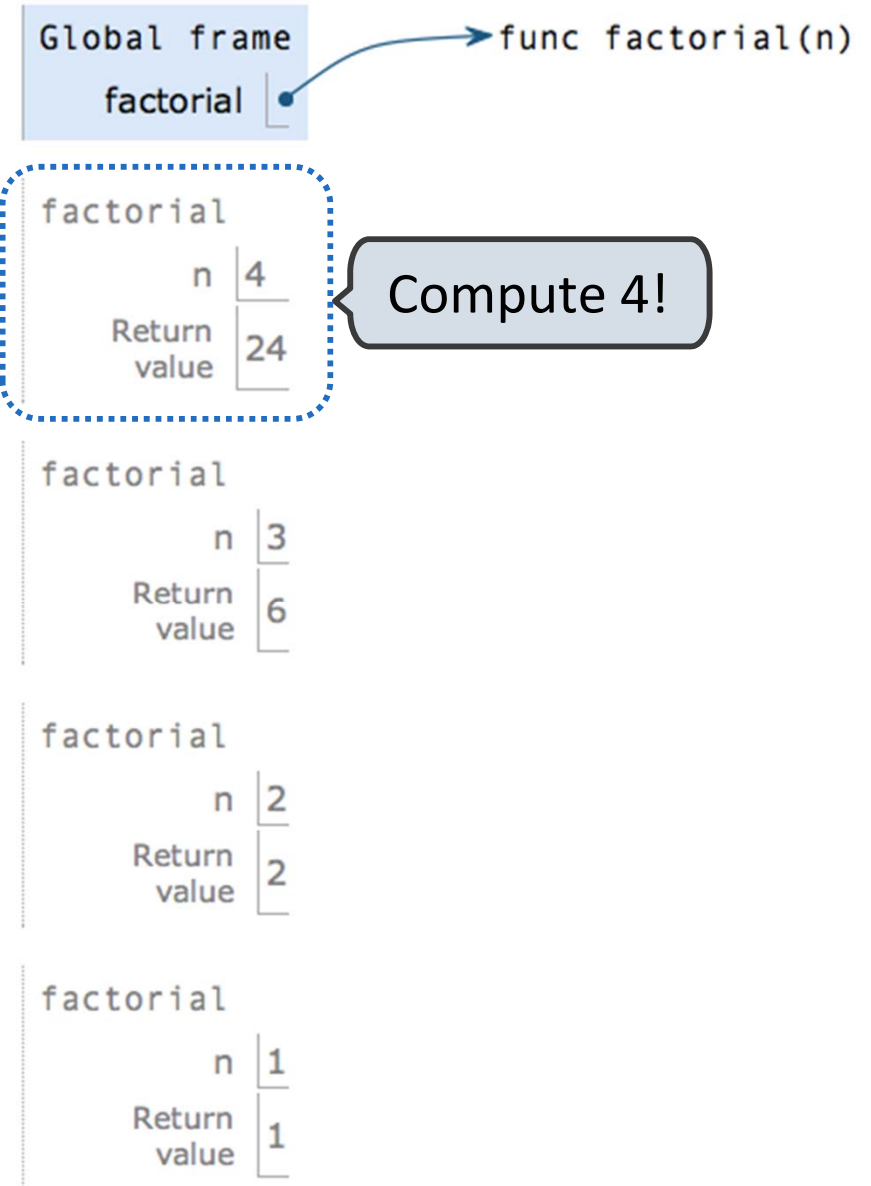 Global frame
func factorial(n)
factorial
factorial
n 4
Compute 4!
Return
value
24
factorial
n 3
Return
value
6
factorial
n 2
Return
value
2
factorial
n 1
Return
value
1